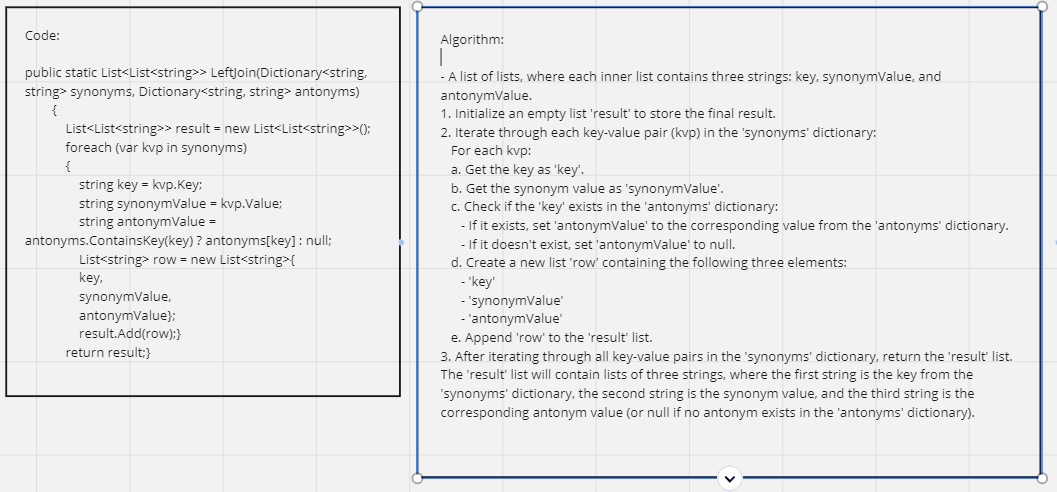 Code:
public static List<List<string>> LeftJoin(Dictionary<string,
string> synonyms, Dictionary<string, string> antonyms)
{
List<List<string>> result = new List<List<string>>();
foreach (var kvp in synonyms)
{
string key = kvp.Key;
string synonymValue = kvp.Value;
string antonymValue =
antonyms.ContainsKey(key) ? antonyms[key] : null;
List<string> row = new List<string>{
key,
synonymValue,
antonymValue};
result.Add(row);}
return result;}
Algorithm:
- A list of lists, where each inner list contains three strings: key, synonymValue, and
antonymValue.
1. Initialize an empty list 'result' to store the final result.
2. Iterate through each key-value pair (kvp) in the 'synonyms' dictionary:
For each kvp:
a. Get the key as 'key'.
b. Get the synonym value as 'synonymValue'.
c. Check if the 'key' exists in the 'antonyms' dictionary:
- If it exists, set 'antonymValue' to the corresponding value from the 'antonyms' dictionary.
- If it doesn't exist, set 'antonymValue' to null.
d. Create a new list 'row' containing the following three elements:
- 'key'
- 'synonymValue'
- 'antonymValue'
e. Append 'row' to the 'result' list.
3. After iterating through all key-value pairs in the 'synonyms' dictionary, return the 'result' list.
The 'result' list will contain lists of three strings, where the first string is the key from the
'synonyms' dictionary, the second string is the synonym value, and the third string is the
corresponding antonym value (or null if no antonym exists in the 'antonyms' dictionary).